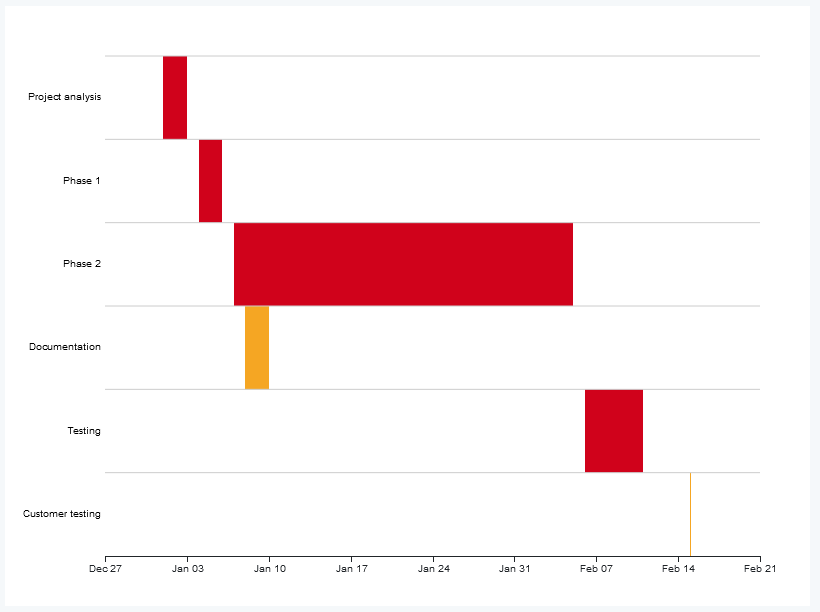 Project analysis
Phase 1
Phase 2
Documentation
Testing
Customer testing
Dec 27 Jan 03 Jan 10 Jan 17 Jan 24 Jan 31 Feb 07 Feb 14 Feb 21